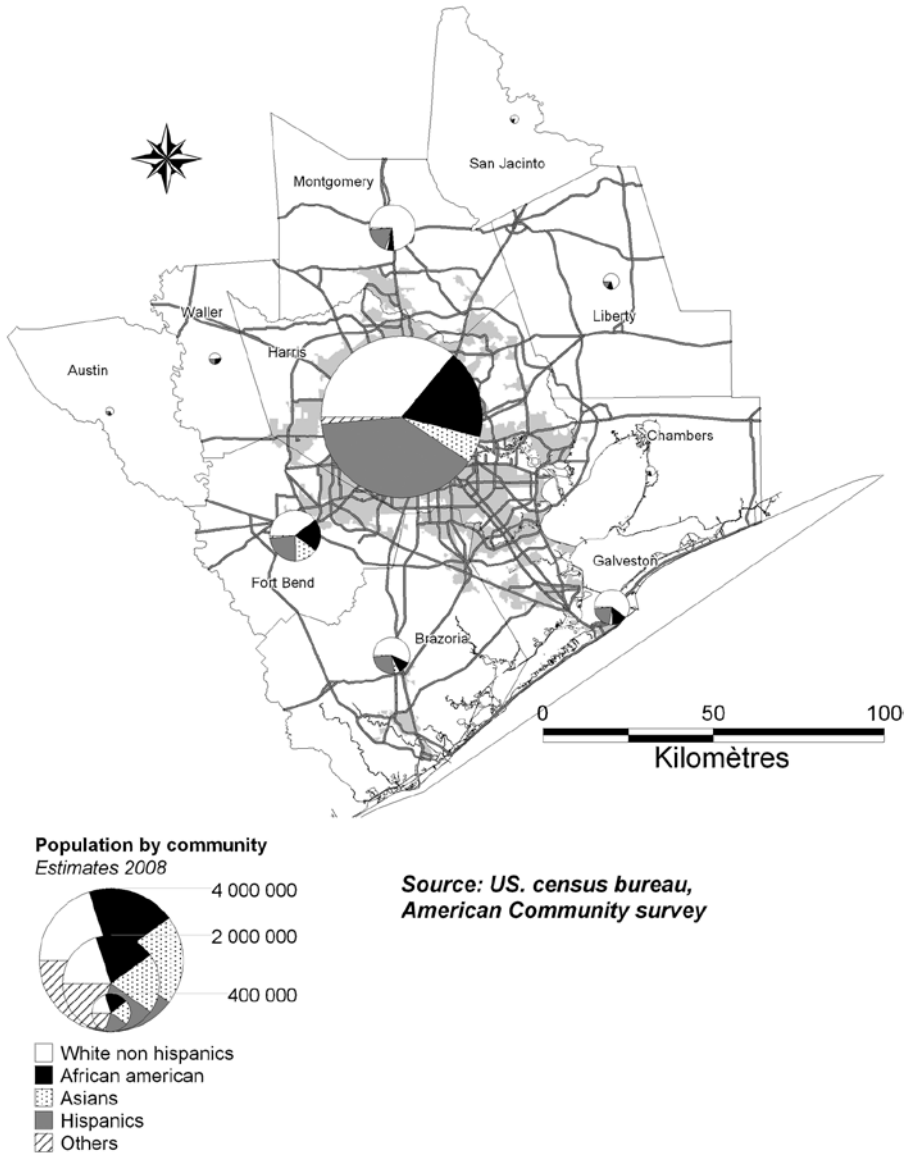 San Jacinto
Montgomery
Waller
Liberty
Harris
Austin
Chambers
Galveston
Fort Bend
Brazoria
0 50 100
Kilomètres
Population by community
Estimates 2008
4 000 000
2 000 000
400 000
White non hispanics
African american
Asians
Hispanics
Others
Source: US. census bureau,
American Community survey